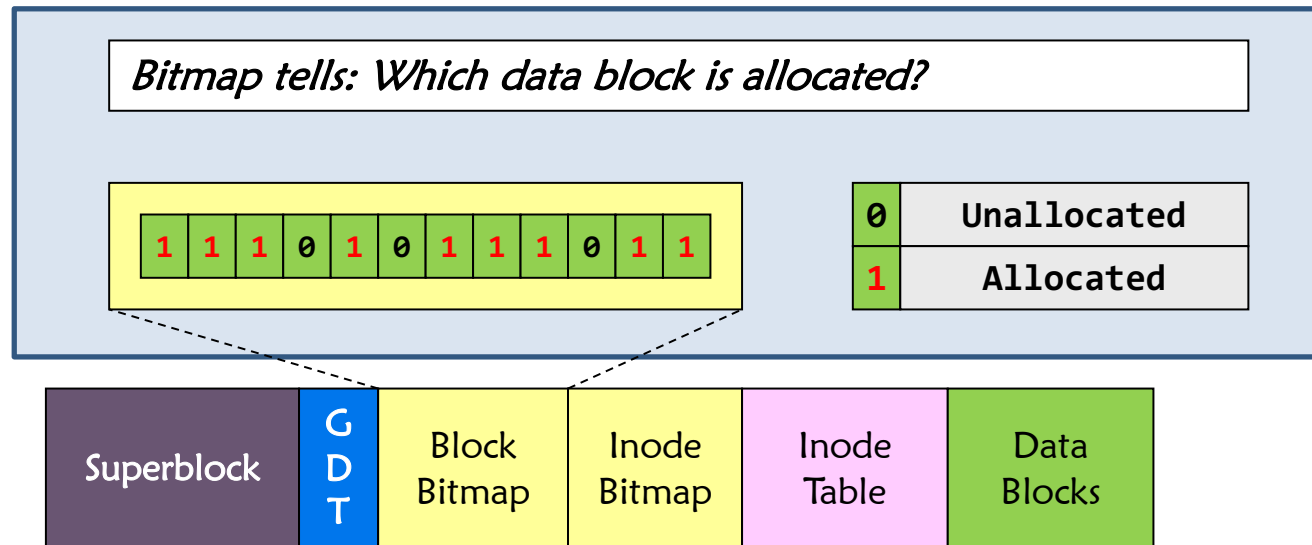 Bitmap tells: Which data block is allowed?
1 1 1 0 1 0 1 1 1 0 1 1
0 Unallocated
1 Allocated
Superblock
G
D
T
Block
Bitmap
Inode
Bitmap
Inode
Table
Data
Blocks